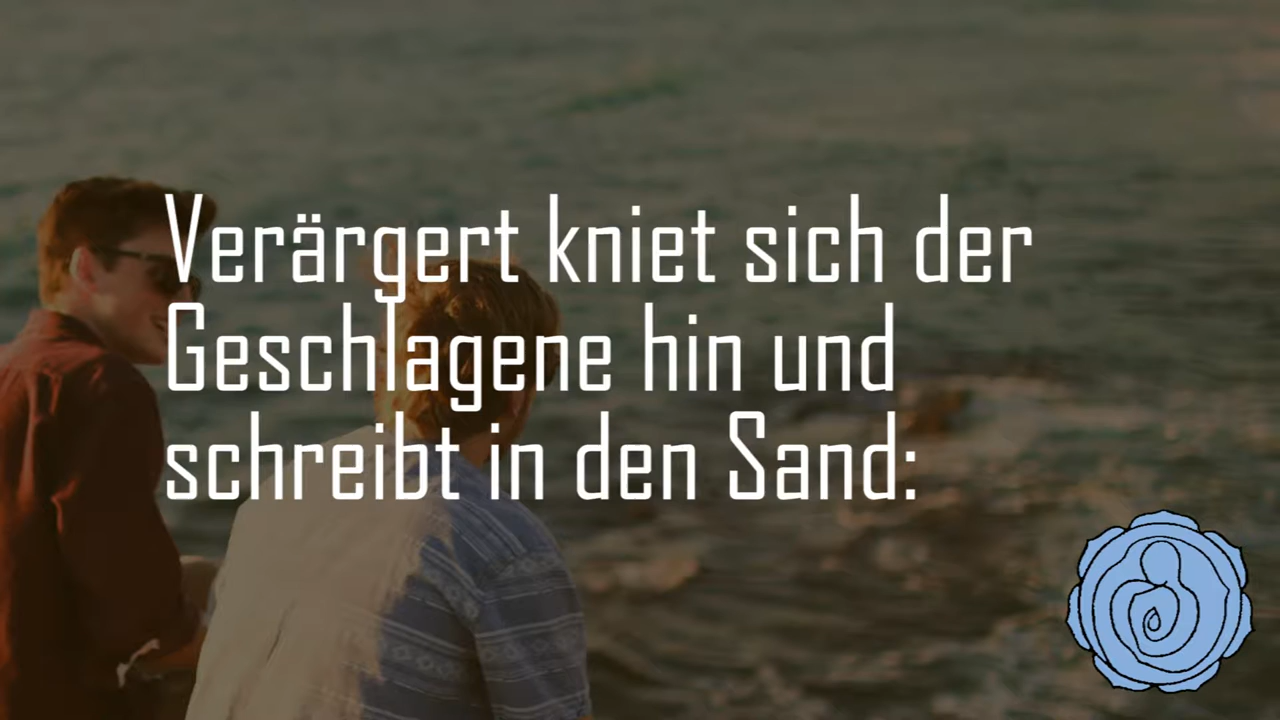 Verärgert kniet sich der
Geschlagene hin und
schreibt in den Sand: